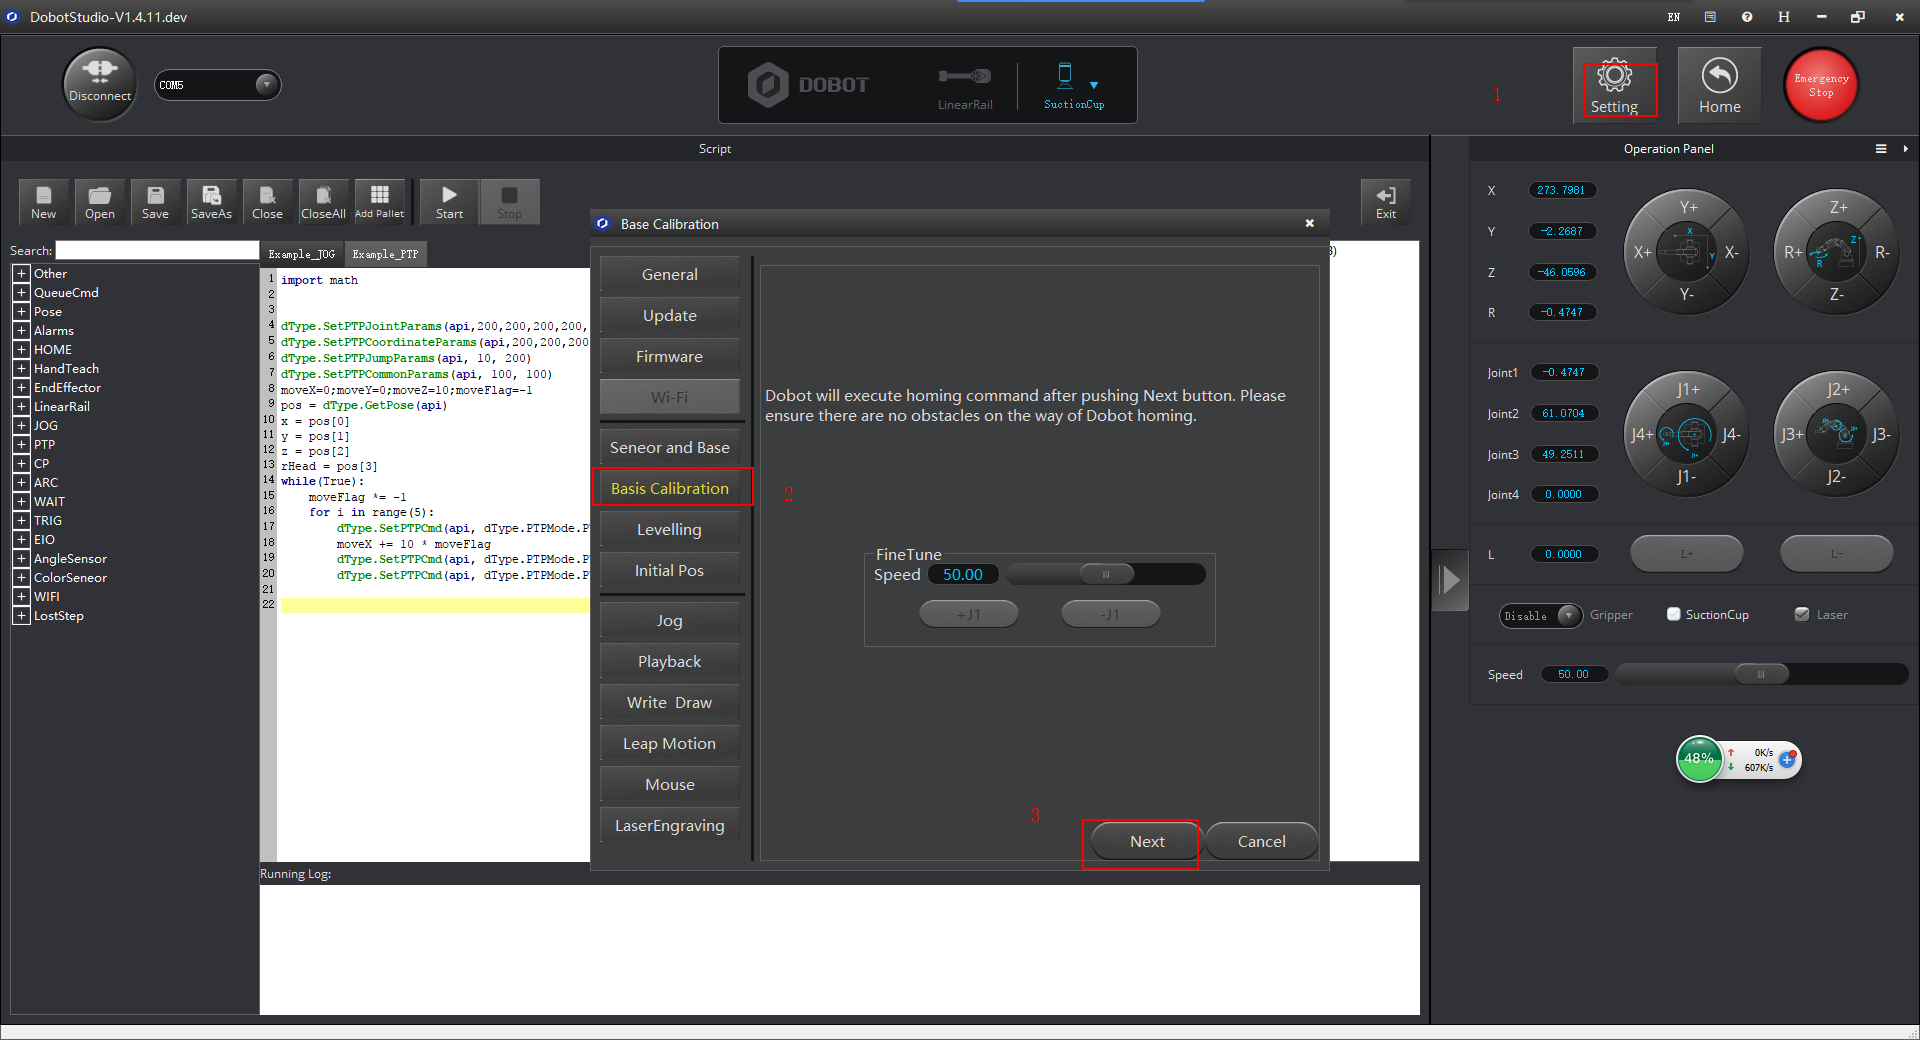 DobotStudio-V1.4.11.dev
EN
H
Disconnect
COM5
DOBOT
LinearRail
SuctionCup
1
Setting
Home
Emergency
Stop
Script
Operation Panel
New
Open
Save
SaveAs
Close
CloseAll
Add Pallet
Start
Stop
Exit
Search:
Example_JOG
Example_PTP
Other
QueueCmd
Pose
Alarms
HOME
HandTeach
EndEffector
LinearRail
JOG
PTP
CP
ARC
WAIT
TRIG
EIO
AngleSensor
ColorSeneor
WIFI
LostStep
1 import math
2
3
4 dType.SetPTPJointParams(api,200,200,200,200,
5 dType.SetPTPCoordinateParams(api,200,200,200
6 dType.SetPTPJumpParams(api, 10, 200)
7 dType.SetPTPCommonParams(api, 100, 100)
8 moveX=0;moveY=0;moveZ=10;moveFlag=-1
9 pos = dType.GetPose(api)
10 x = pos[0]
11 y = pos[1]
12 z = pos[2]
13 rHead = pos[3]
14 while(True):
15 moveFlag *= -1
16 for i in range(5):
17 dType.SetPTPCmd(api, dType.PTPMode.P
18 moveX += 10 * moveFlag
19 dType.SetPTPCmd(api, dType.PTPMode.P
20 dType.SetPTPCmd(api, dType.PTPMode.P
21
22
Base Calibration
General
Update
Firmware
Wi-Fi
Seneor and Base
Basis Calibration
2
Levelling
Initial Pos
Jog
Playback
Write Draw
Leap Motion
Mouse
LaserEngraving
Dobot will execute homing command after pushing Next button. Please
ensure there are no obstacles on the way of Dobot homing.
FineTune
Speed 50.00
+J1
-J1
3
Next
Cancel
Running Log:
X 273.7981
Y -2.2687
Z -46.0596
R -0.4747
Y+
X+
X-
Y-
X
Y
Z+
R+
R-
Z-
Z
R
Joint1 -0.4747
Joint2 61.0704
Joint3 49.2511
Joint4 0.0000
J1+
J4+
J4-
J1-
J2+
J3+
J3-
J2-
L 0.0000
L+
L-
Disable
Gripper
SuctionCup
Laser
Speed 50.00
48%
0K/s
607K/s